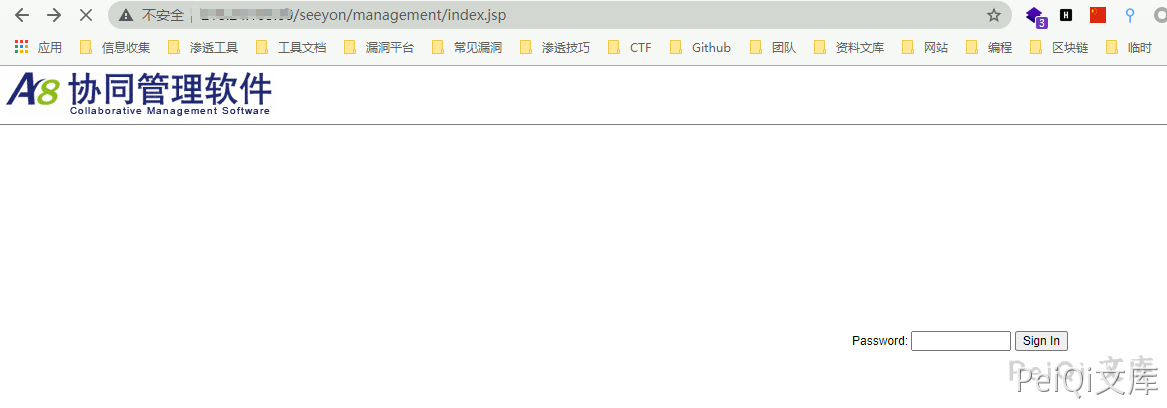 不安全 /seeyon/management/index.jsp
3
应用 信息收集 渗透工具 工具文档 漏洞平台 常见漏洞 渗透技巧 CTF Github 团队 资料文库 网站 编程 区块链 临时
A8 协同管理软件
Collaborative Management Software
Password: Sign In
PeiQi 文库
PeiQi文库